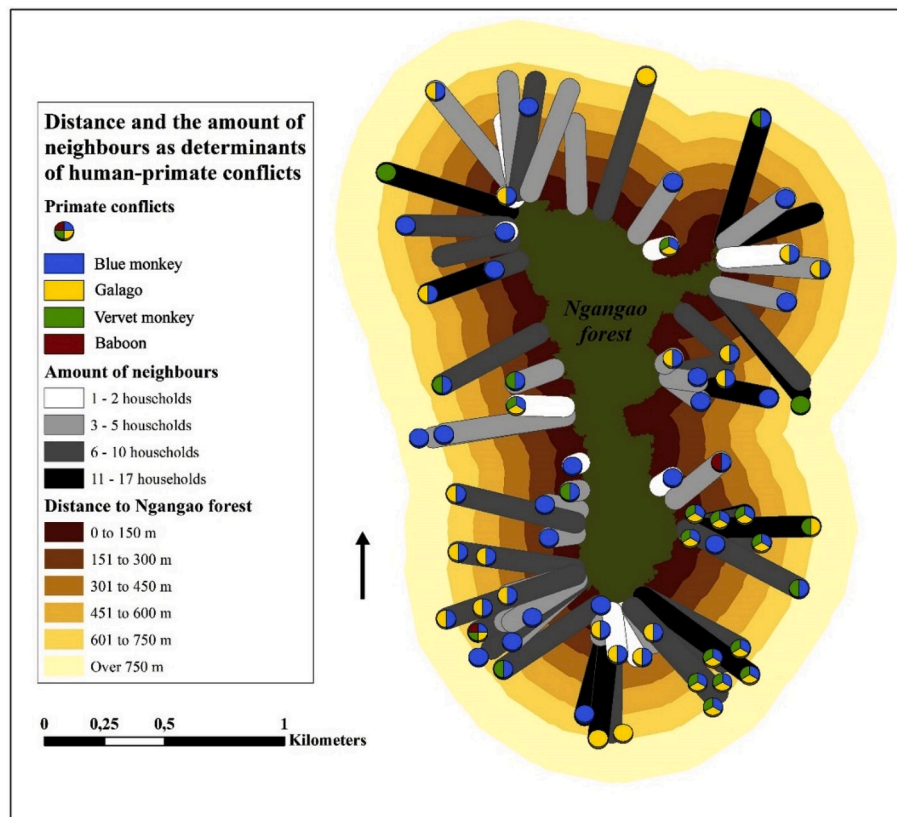 Distance and the amount of
neighbours as determinants
of human-primate conflicts
Primate conflicts
Blue monkey
Galago
Vervet monkey
Baboon
Amount of neighbours
1 - 2 households
3 - 5 households
6 - 10 households
11 - 17 households
Distance to Ngangao forest
0 to 150 m
151 to 300 m
301 to 450 m
451 to 600 m
601 to 750 m
Over 750 m
0 0,25 0,5 1
Kilometers
Ngangao
forest